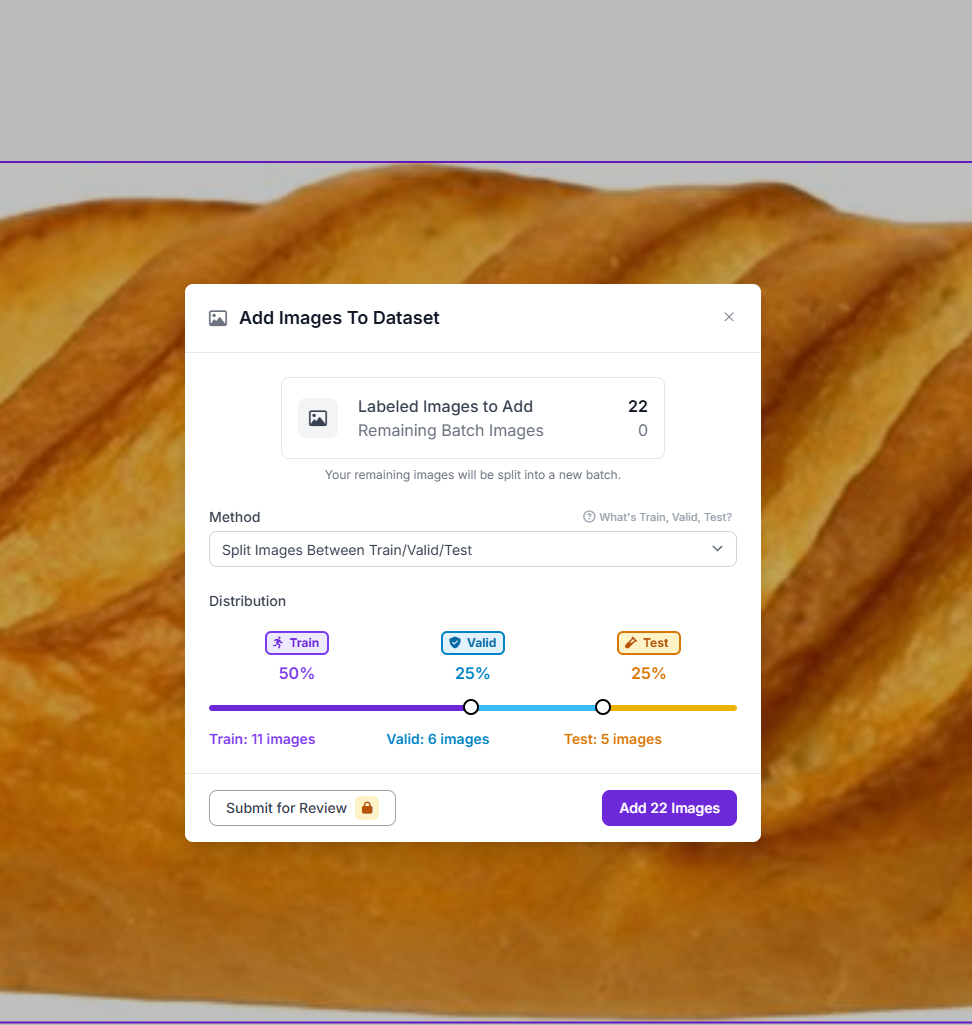 Add Images To Dataset
Labeled Images to Add 22
Remaining Batch Images 0
Your remaining images will be split into a new batch.
Method What's Train, Valid, Test?
Split Images Between Train/Valid/Test
Distribution
Train Valid Test
50% 25% 25%
Train: 11 images Valid: 6 images Test: 5 images
Submit for Review Add 22 Images